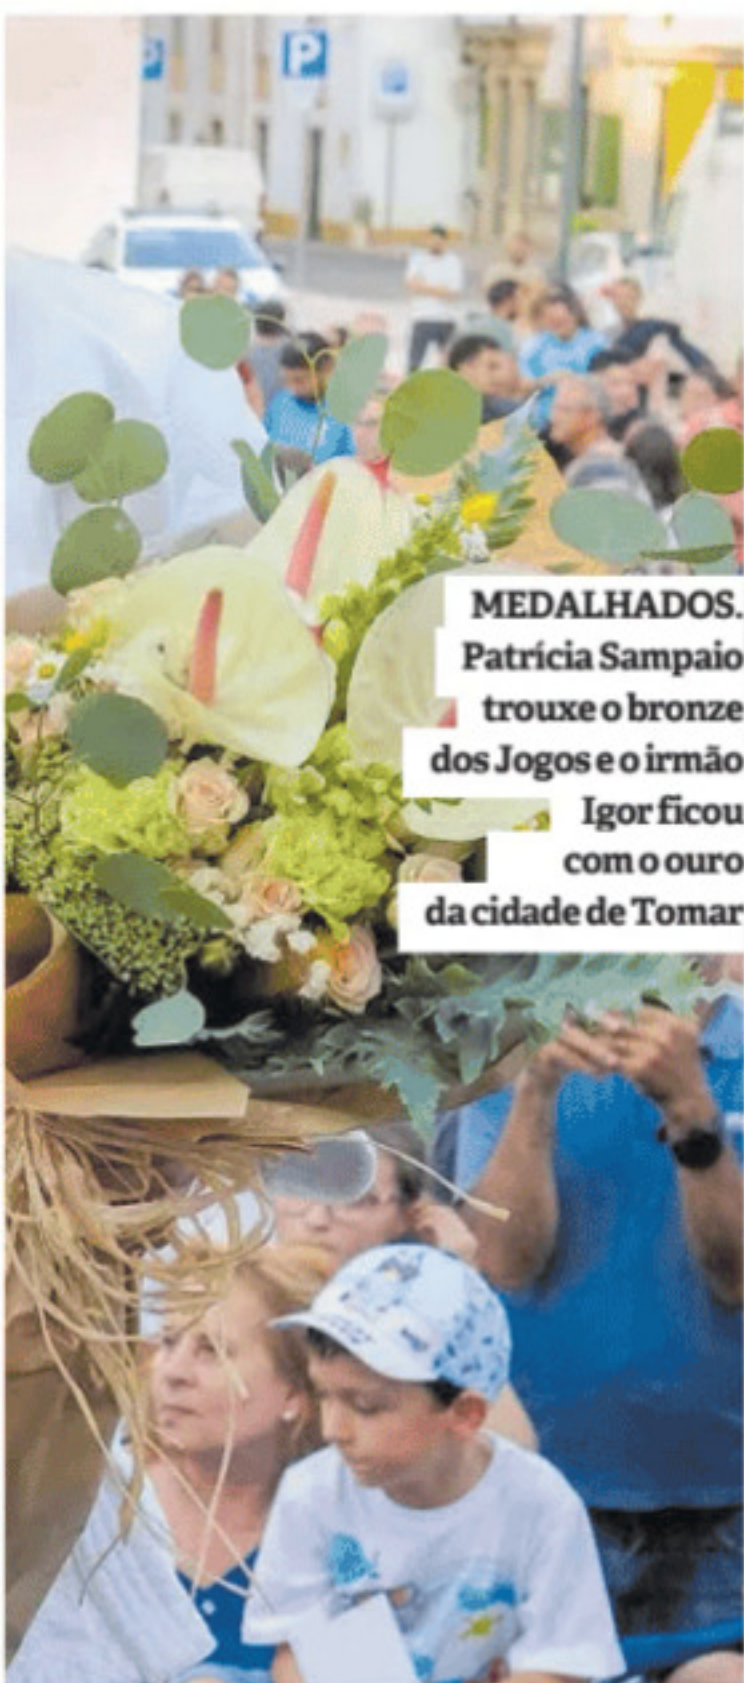 P
MEDALHADOS.
Patrícia Sampaio
trouxe o bronze
dos Jogos e o irmão
Igor ficou
com o ouro
da cidade de Tomar